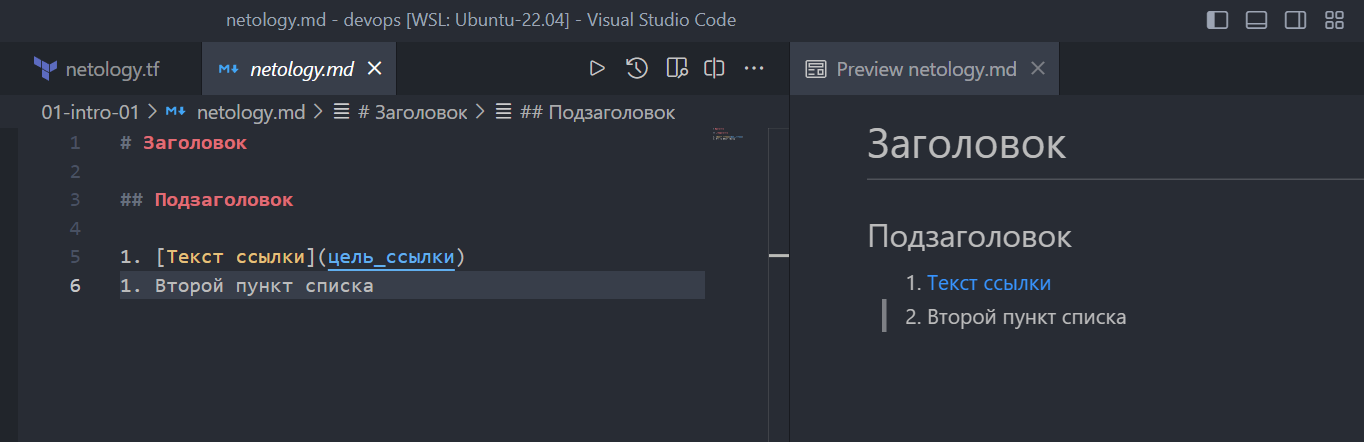 netology.md - devops [WSL: Ubuntu-22.04] - Visual Studio Code
netology.tf
netology.md
Preview netology.md
01-intro-01 > netology.md > # Заголовок > ## Подзаголовок
1 # Заголовок
2
3 ## Подзаголовок
4
5 1. [Текст ссылки](цель_ссылки)
6 1. Второй пункт списка
Заголовок
Подзаголовок
1. Текст ссылки
2. Второй пункт списка